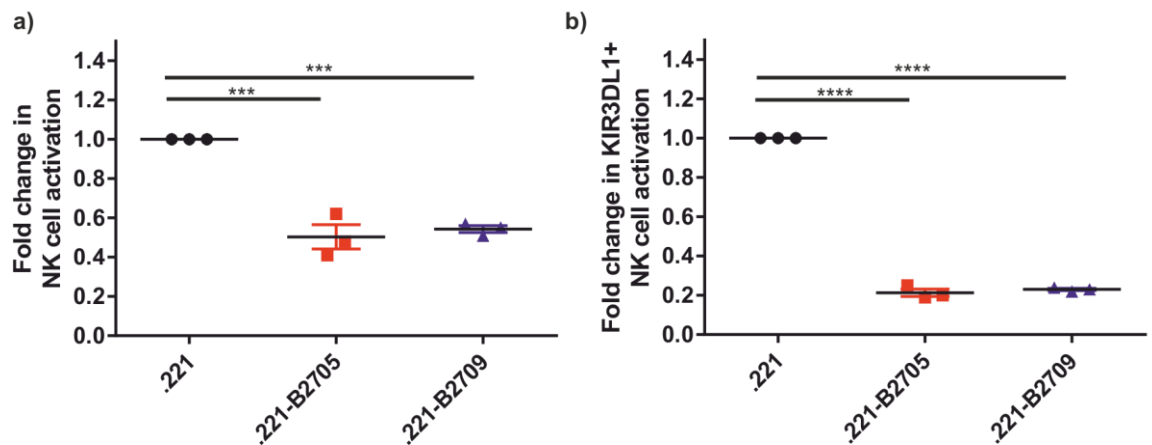 a)
Fold change in
NK cell activation
1.4
1.2
1.0
0.8
0.6
0.4
0.2
0.0
***
***
.221
.221-B2705
.221-B2709
b)
Fold change in KIR3DL1+
NK cell activation
1.4
1.2
1.0
0.8
0.6
0.4
0.2
0.0
****
****
.221
.221-B2705
.221-B2709